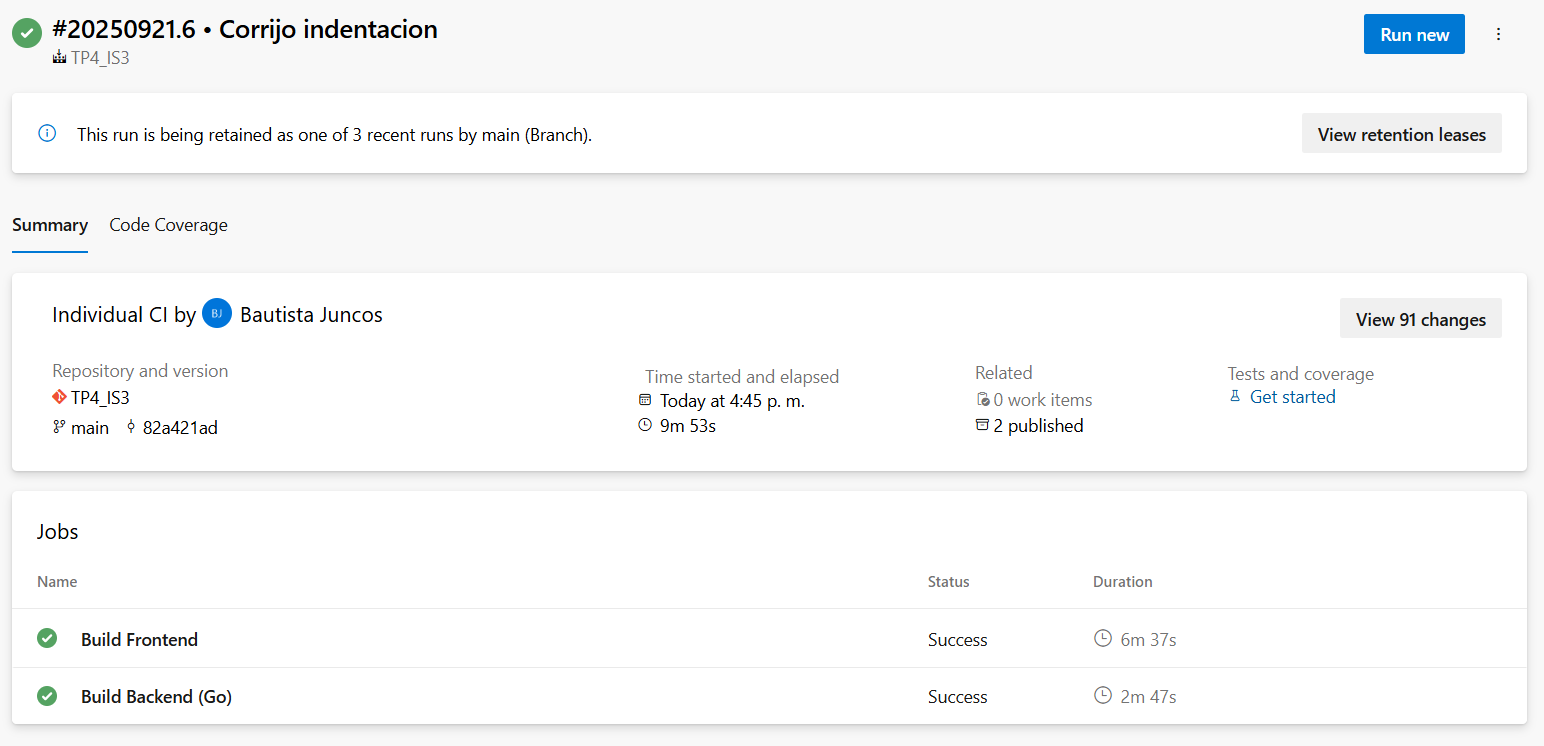 #20250921.6 • Corrijo indentacion
TP4_IS3
Run new
This run is being retained as one of 3 recent runs by main (Branch).
View retention leases
Summary
Code Coverage
Individual CI by BJ Bautista Juncos
View 91 changes
Repository and version
TP4_IS3
main 82a421ad
Time started and elapsed
Today at 4:45 p. m.
9m 53s
Related
0 work items
2 published
Tests and coverage
Get started
Jobs
Name Status Duration
Build Frontend Success 6m 37s
Build Backend (Go) Success 2m 47s